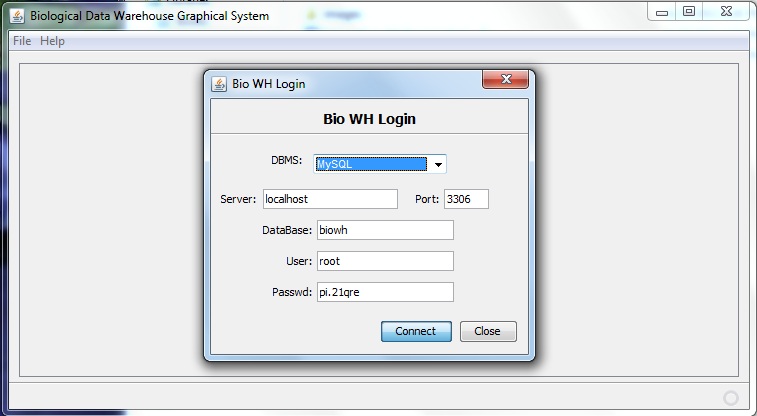 Biological Data Warehouse Graphical System
File Help
Bio WH Login
Bio WH Login
DBMS: MySQL
Server: localhost Port: 3306
DataBase: biowh
User: root
Passwd: pi.21qre
Connect Close